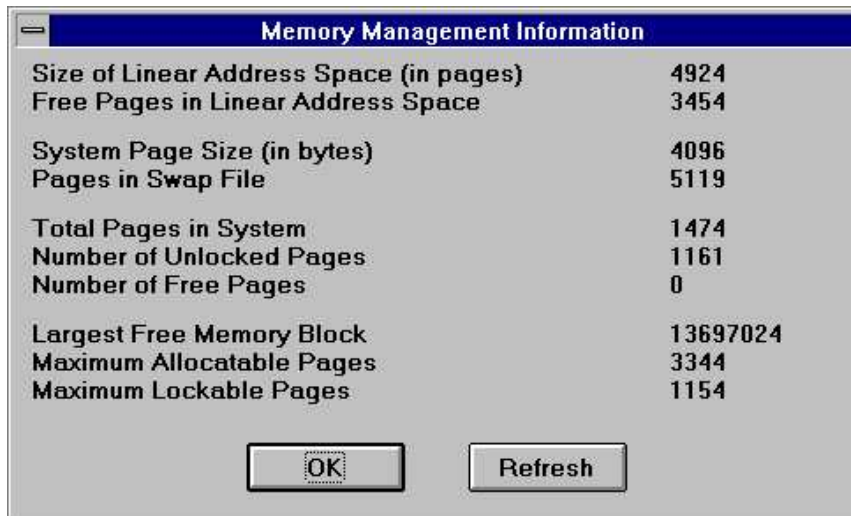 Memory Management Information
Size of Linear Address Space (in pages) 4924
Free Pages in Linear Address Space 3454
System Page Size (in bytes) 4096
Pages in Swap File 5119
Total Pages in System 1474
Number of Unlocked Pages 1161
Number of Free Pages 0
Largest Free Memory Block 13697024
Maximum Allocatable Pages 3344
Maximum Lockable Pages 1154
OK Refresh